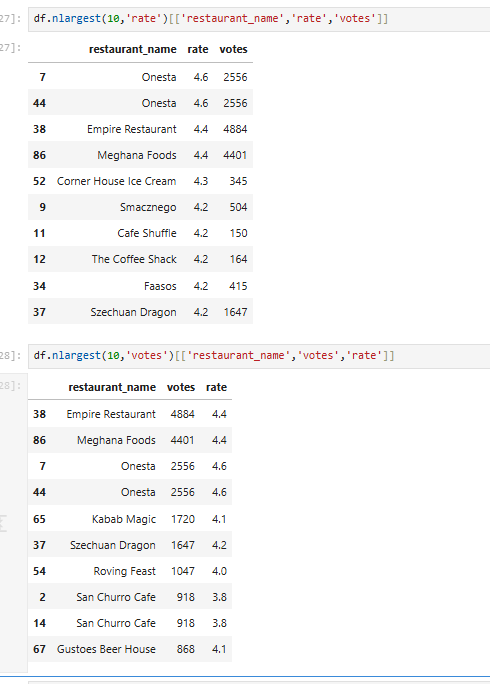 27]: df.nlargest(10,'rate')[['restaurant_name','rate','votes']]
27]: restaurant_name rate votes
7 Onesta 4.6 2556
44 Onesta 4.6 2556
38 Empire Restaurant 4.4 4884
86 Meghana Foods 4.4 4401
52 Corner House Ice Cream 4.3 345
9 Smacznego 4.2 504
11 Cafe Shuffle 4.2 150
12 The Coffee Shack 4.2 164
34 Faasos 4.2 415
37 Szechuan Dragon 4.2 1647
28]: df.nlargest(10,'votes')[['restaurant_name','votes','rate']]
28]: restaurant_name votes rate
38 Empire Restaurant 4884 4.4
86 Meghana Foods 4401 4.4
7 Onesta 2556 4.6
44 Onesta 2556 4.6
65 Kabab Magic 1720 4.1
37 Szechuan Dragon 1647 4.2
54 Roving Feast 1047 4.0
2 San Churro Cafe 918 3.8
14 San Churro Cafe 918 3.8
67 Gustoes Beer House 868 4.1